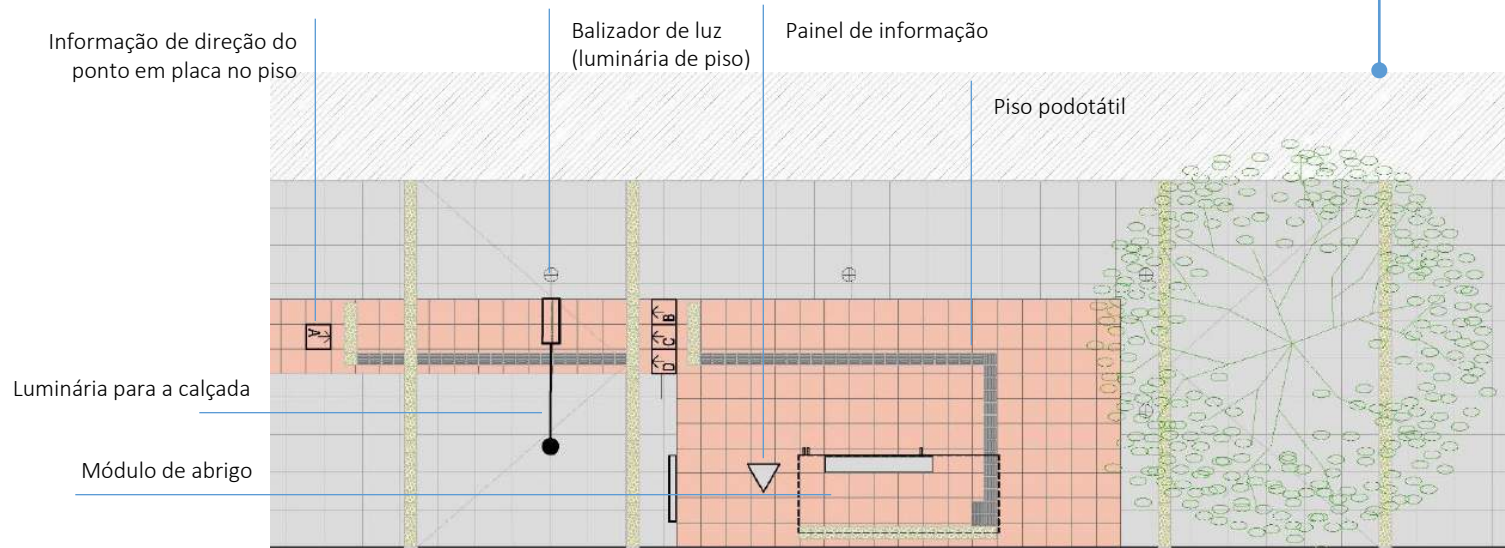 Informação de direção do
ponto em placa no piso
Balizador de luz
(luminária de piso)
Painel de informação
Piso podotátil
A
B
C
D
Luminária para a calçada
Módulo de abrigo